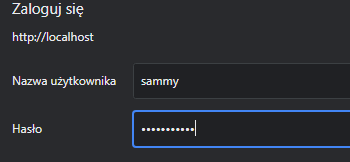 Zaloguj się
http://localhost
Nazwa użytkownika sammy
Hasło •••••••••••